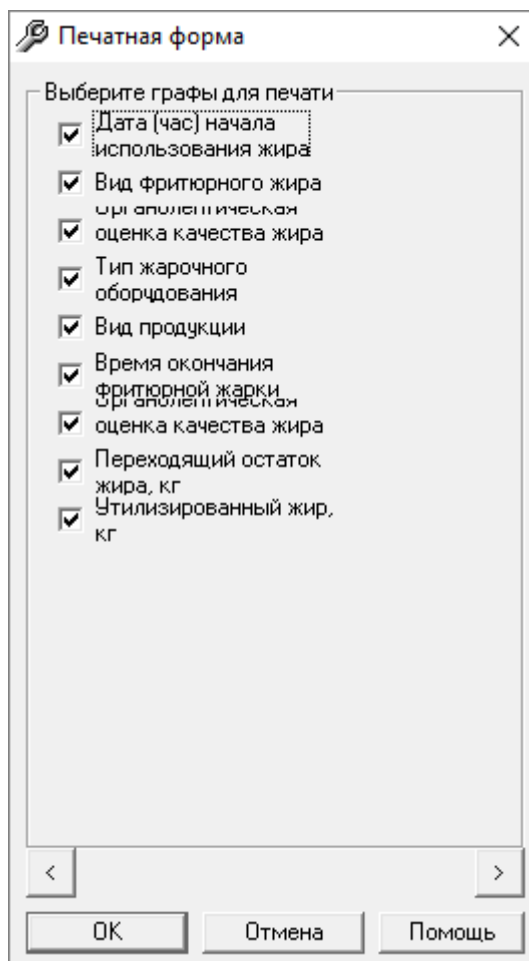 Печатная форма
Выберите графы для печати
Дата (час) начала
использования жира
Вид фритюрного жира
Органолептическая
оценка качества жира
Тип жарочного
оборудования
Вид продукции
Время окончания
фритюрной жарки
Органолептическая
оценка качества жира
Переходящий остаток
жира, кг
Утилизированный жир,
кг
<
>
OK
Отмена
Помощь